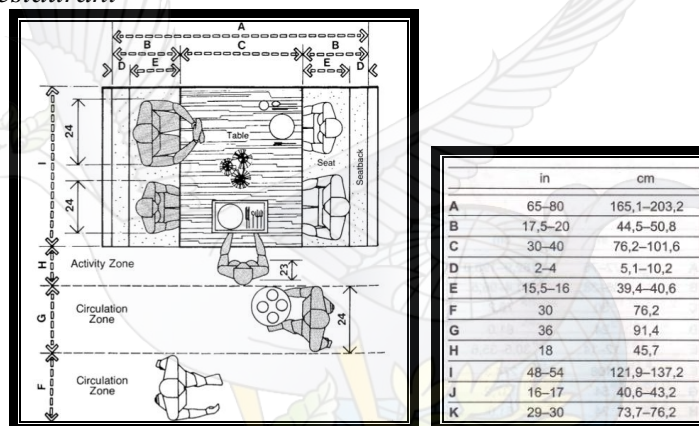 A
B C B
D E E D
24
24
I
Table
Seat
Seatback
H
Activity Zone
23
G
Circulation
Zone
24
F
Circulation
Zone
in cm
A 65–80 165,1–203,2
B 17,5–20 44,5–50,8
C 30–40 76,2–101,6
D 2–4 5,1–10,2
E 15,5–16 39,4–40,6
F 30 76,2
G 36 91,4
H 18 45,7
I 48–54 121,9–137,2
J 16–17 40,6–43,2
K 29–30 73,7–76,2